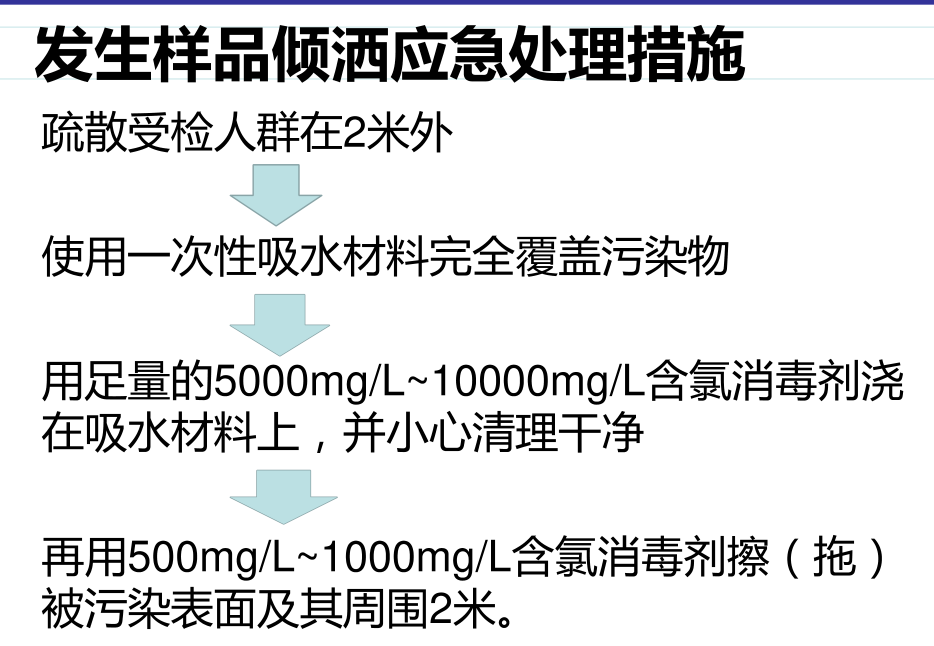 发生样品倾洒应急处理措施
疏散受检人群在2米外
使用一次性吸水材料完全覆盖污染物
用足量的5000mg/L~10000mg/L含氯消毒剂浇
在吸水材料上，并小心清理干净
再用500mg/L~1000mg/L含氯消毒剂擦（拖）
被污染表面及其周围2米。